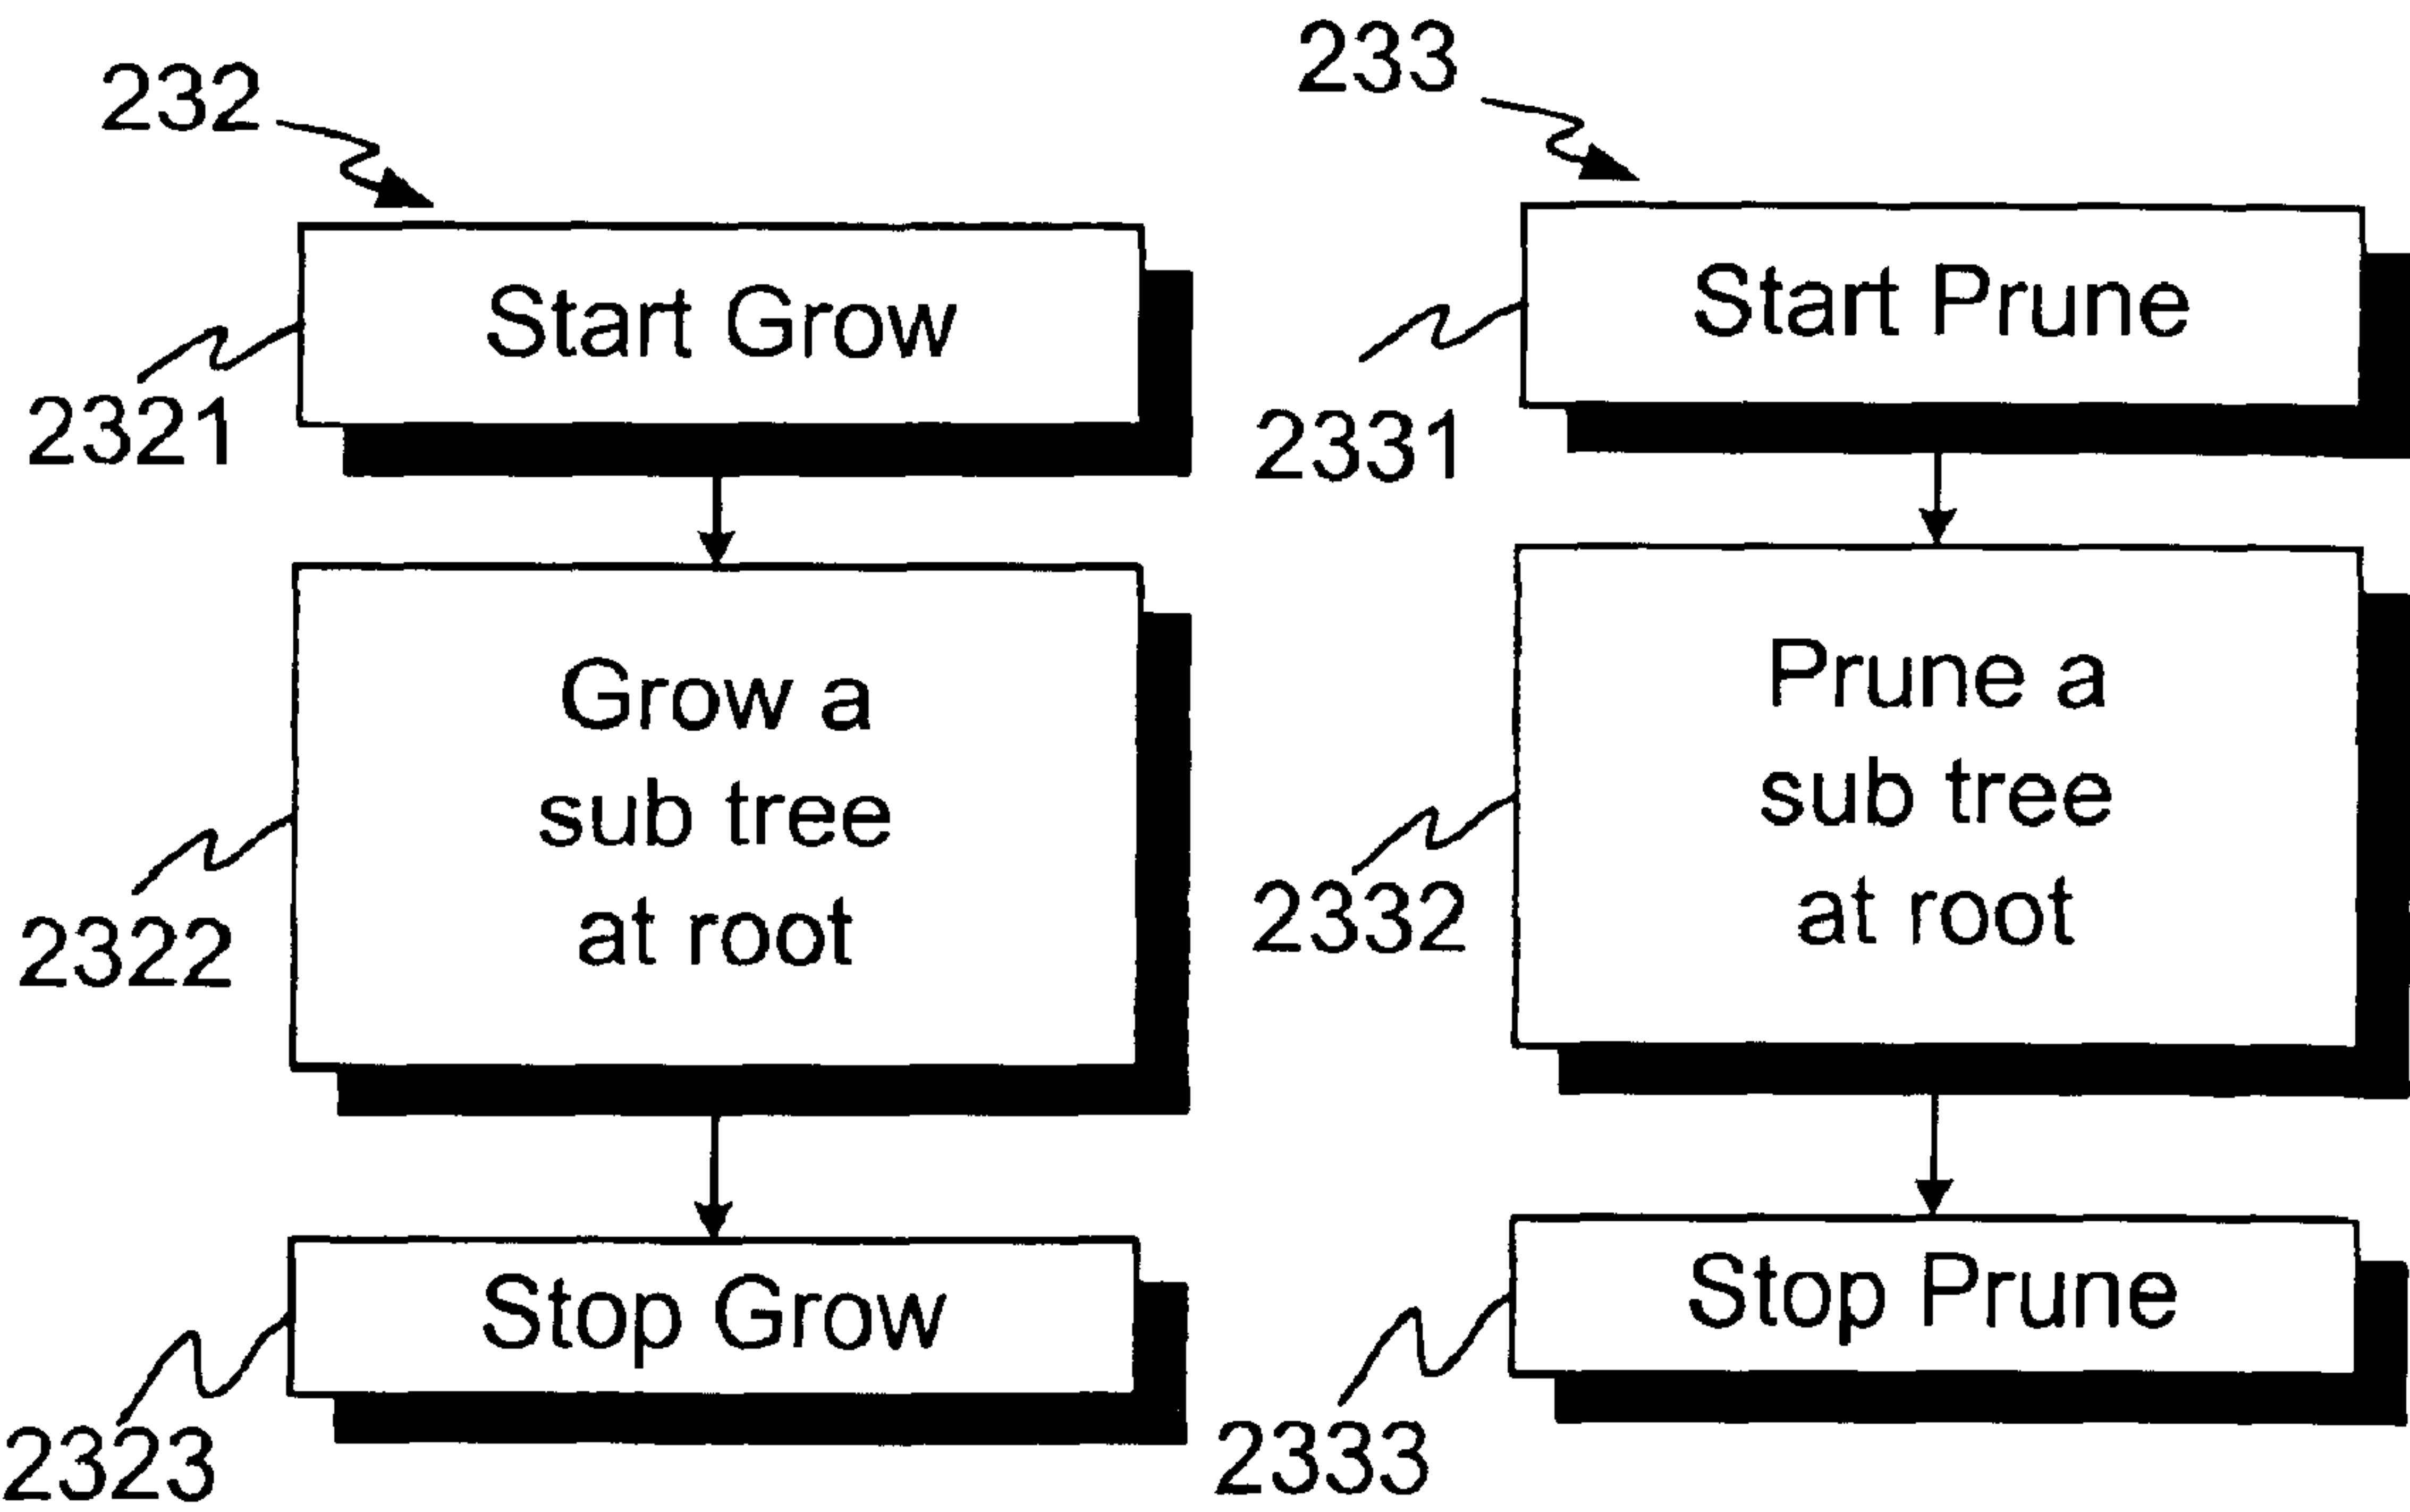 232
Start Grow
2321
Grow a
sub tree
at root
2322
Stop Grow
2323
233
Start Prune
2331
Prune a
sub tree
at root
2332
Stop Prune
2333